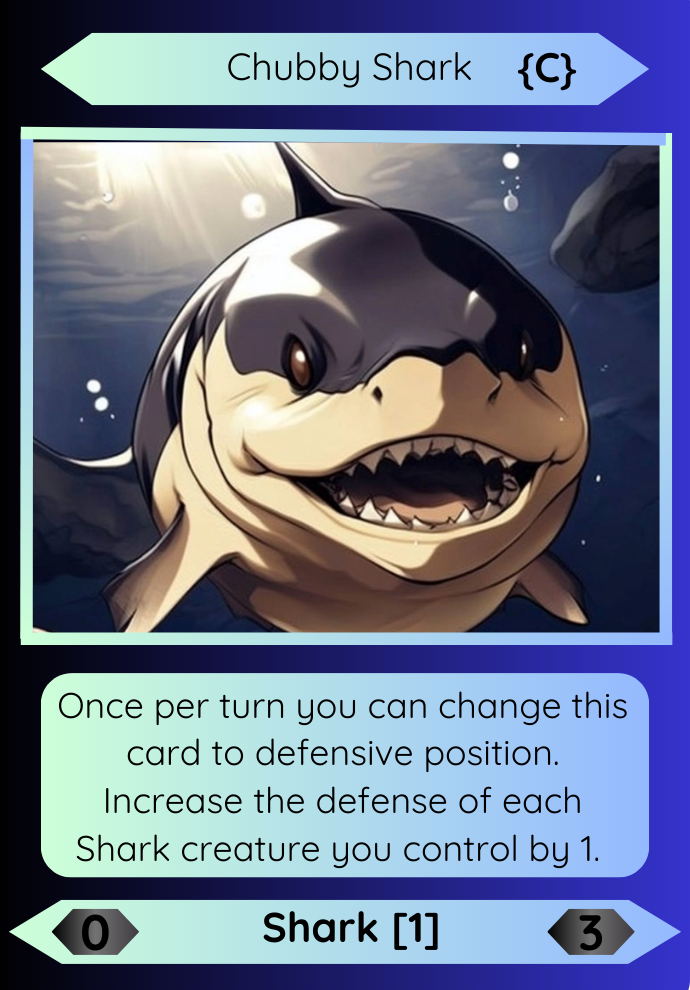 Chubby Shark {C}
Once per turn you can change this
card to defensive position.
Increase the defense of each
Shark creature you control by 1.
0 Shark [1] 3